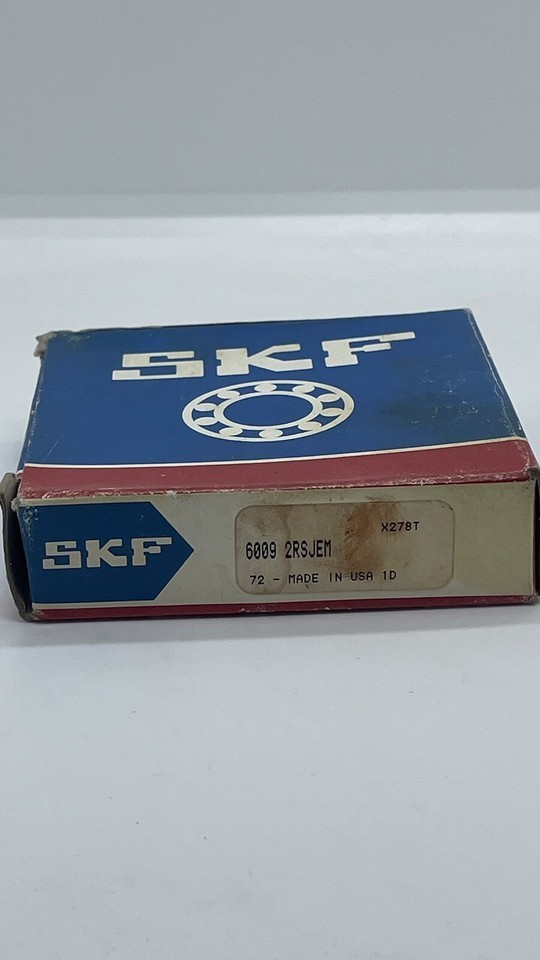 SKF
SKF
X278T
6009 2RSJEM
72 - MADE IN USA 1D